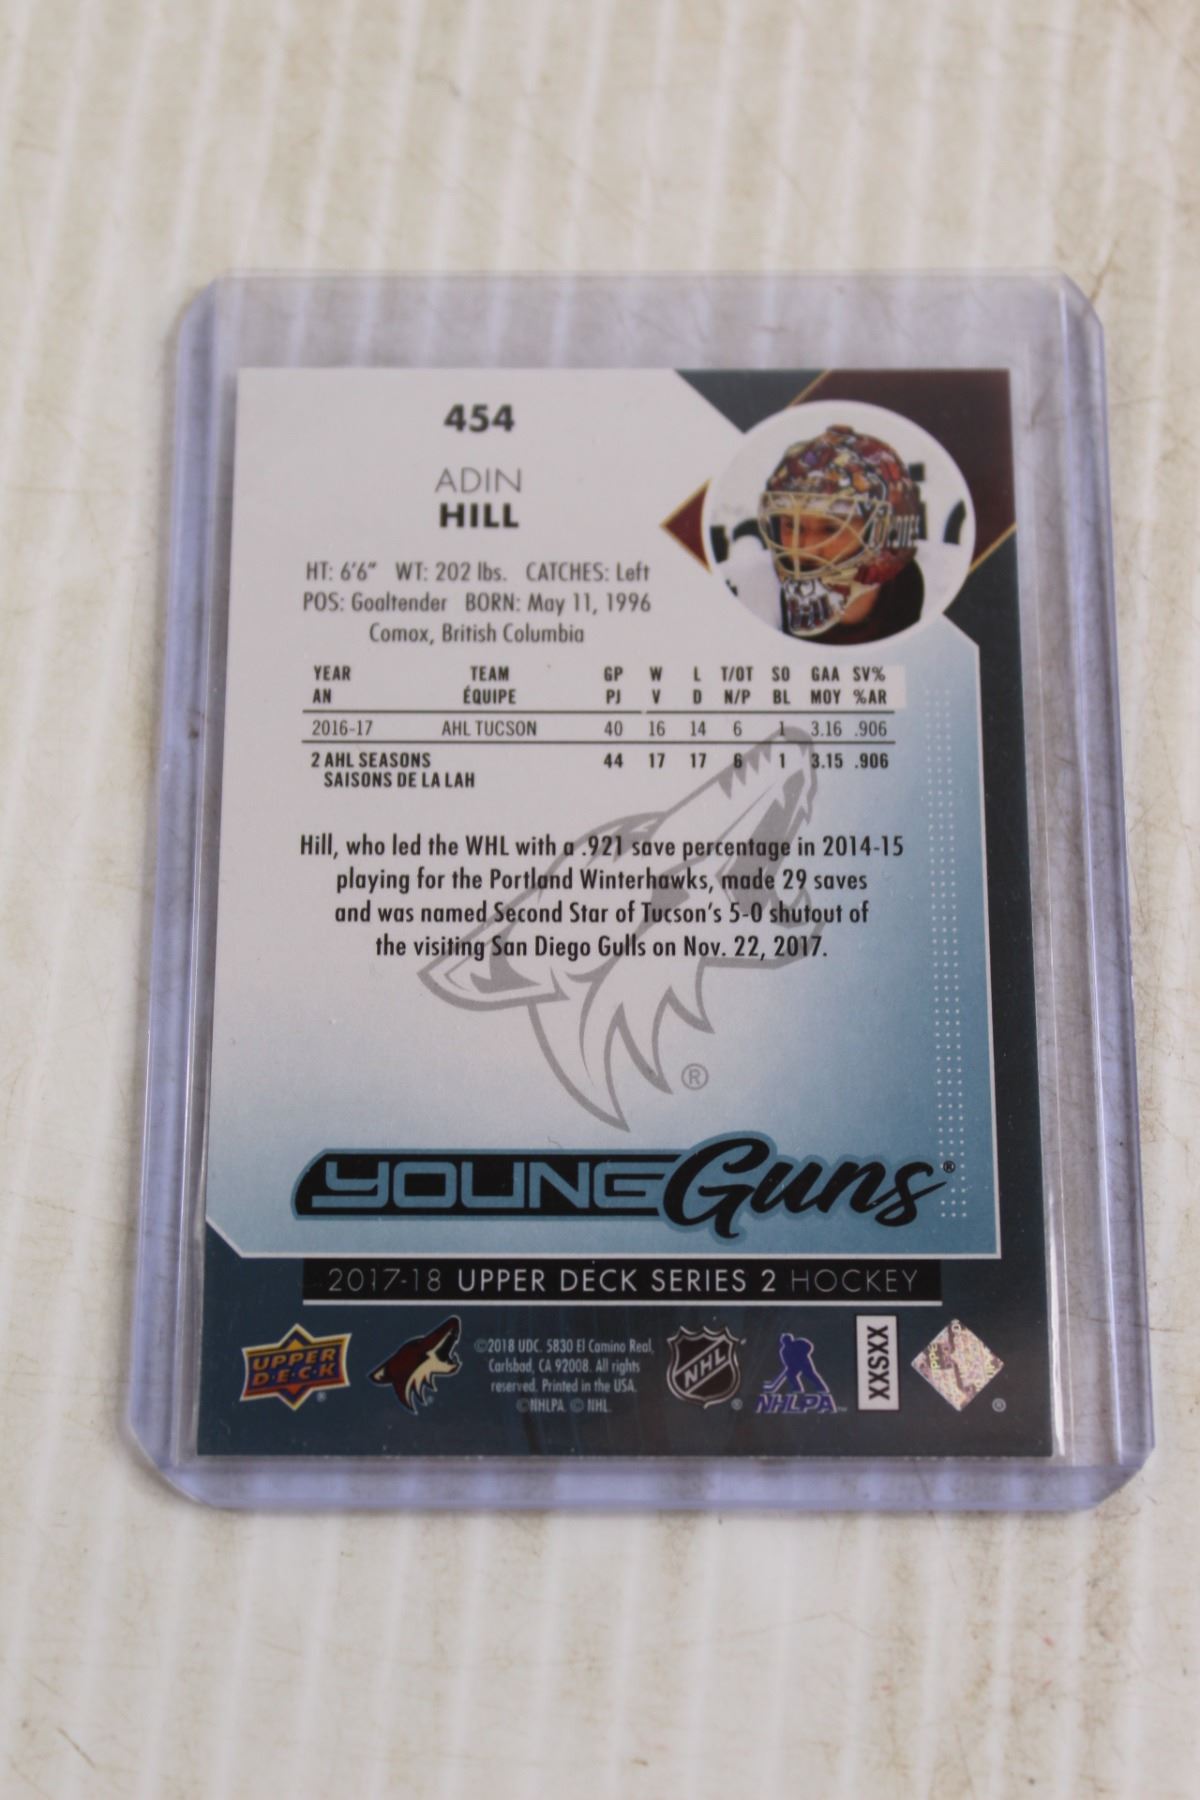 454
ADIN
HILL
HT: 6'6" WT: 202 lbs. CATCHES: Left
POS: Goaltender BORN: May 11, 1996
Comox, British Columbia
YEAR TEAM GP W L T/OT SO GAA SV%
AN ÉQUIPE PJ V D N/P BL MOY %AR
2016-17 AHL TUCSON 40 16 14 6 1 3.16 .906
2 AHL SEASONS 44 17 17 6 1 3.15 .906
SAISONS DE LA LAH
Hill, who led the WHL with a .921 save percentage in 2014-15
playing for the Portland Winterhawks, made 29 saves
and was named Second Star of Tucson's 5-0 shutout of
the visiting San Diego Gulls on Nov. 22, 2017.
®
YOUNG Guns®
2017-18 UPPER DECK SERIES 2 HOCKEY
UPPER
DECK
®
©2018 UDC. 5830 El Camino Real,
Carlsbad, CA 92008. All rights
reserved. Printed in the USA.
©NHLPA. © NHL.
NHL
®
NHLPA™
XXSXX
®